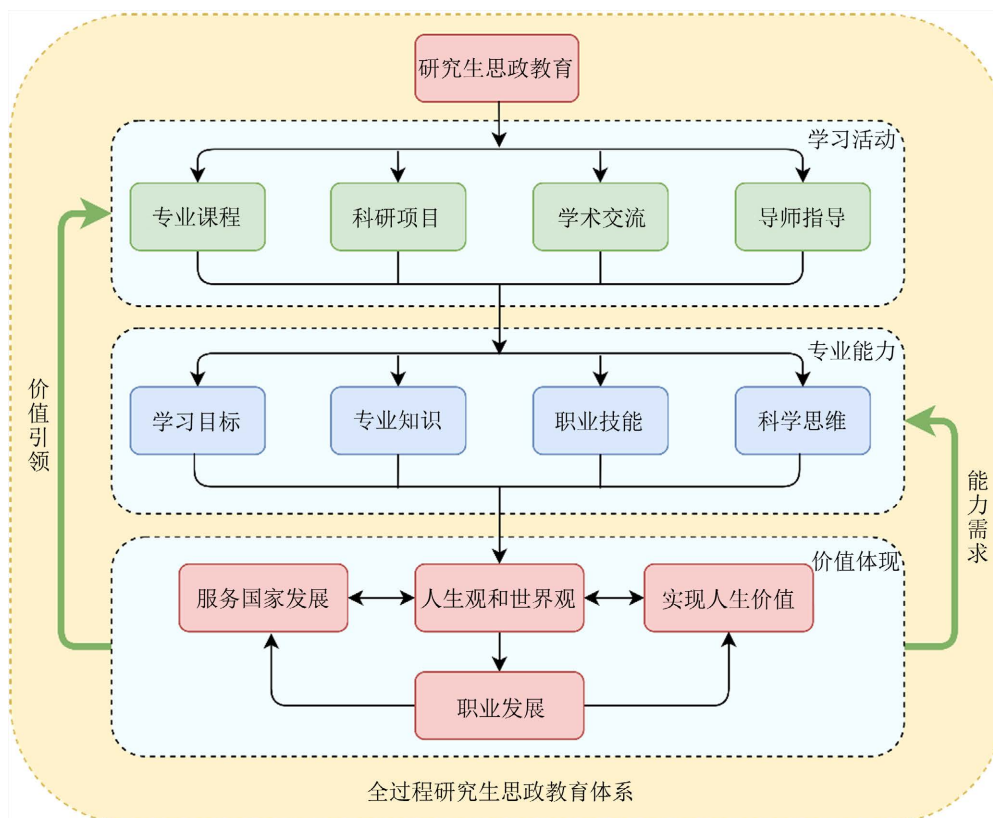 研究生思政教育
学习活动
专业课程
科研项目
学术交流
导师指导
专业能力
学习目标
专业知识
职业技能
科学思维
价值引领
能力需求
价值体现
服务国家发展
人生观和世界观
实现人生价值
职业发展
全过程研究生思政教育体系